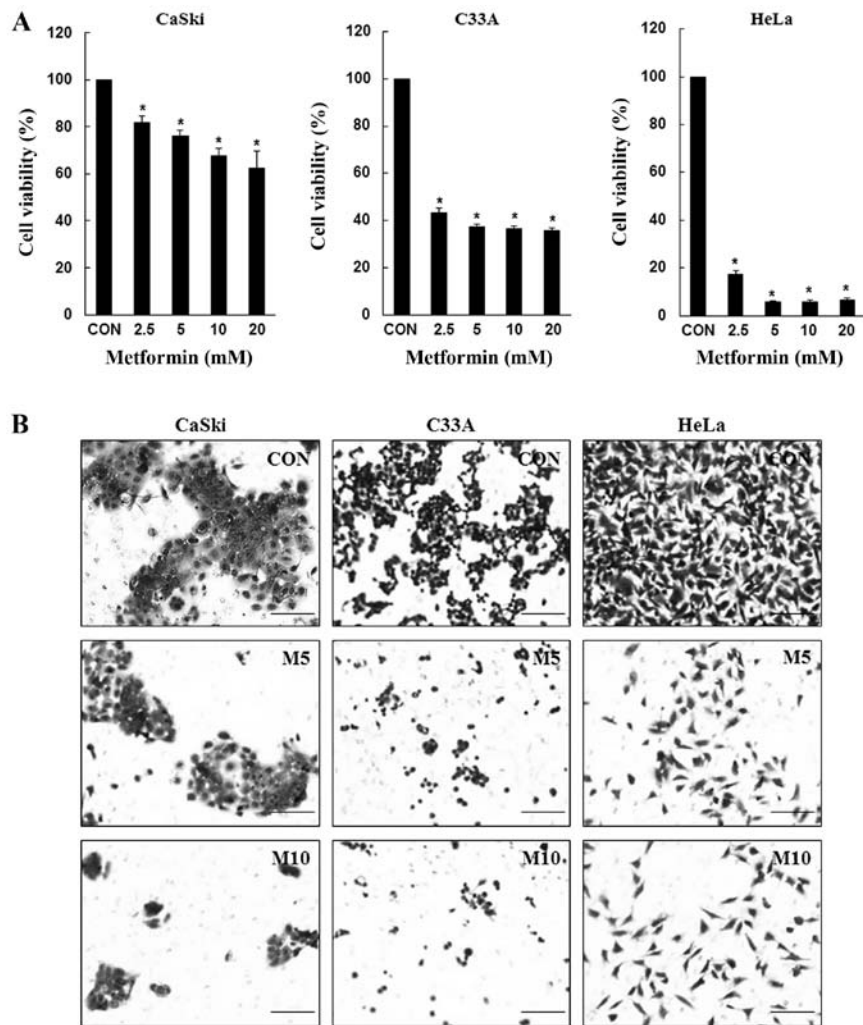 A
CaSki
120
100
80
60
40
20
0
Cell viability (%)
* * * *
CON 2.5 5 10 20
Metformin (mM)
C33A
120
100
80
60
40
20
0
Cell viability (%)
* * * *
CON 2.5 5 10 20
Metformin (mM)
HeLa
120
100
80
60
40
20
0
Cell viability (%)
* * * *
CON 2.5 5 10 20
Metformin (mM)
B
CaSki C33A HeLa
CON CON CON
M5 M5 M5
M10 M10 M10